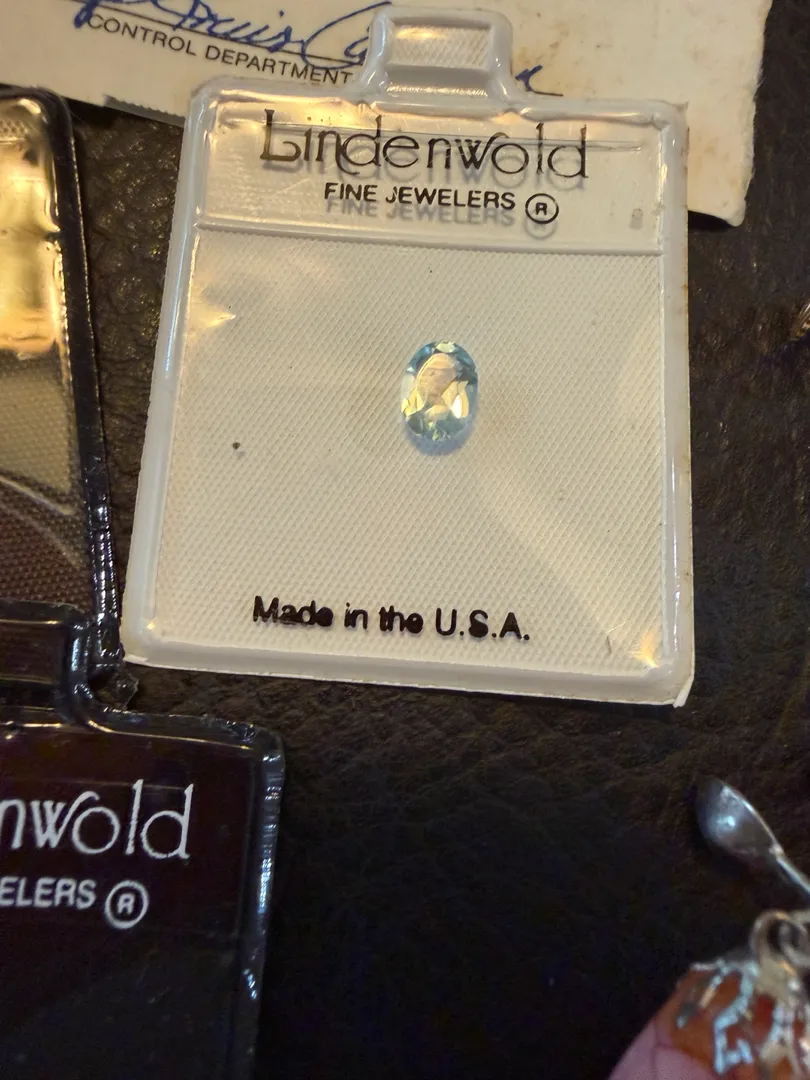 CONTROL DEPARTMENT
Lindenwold
FINE JEWELERS ®
Made in the U.S.A.
nwold
ELERS ®